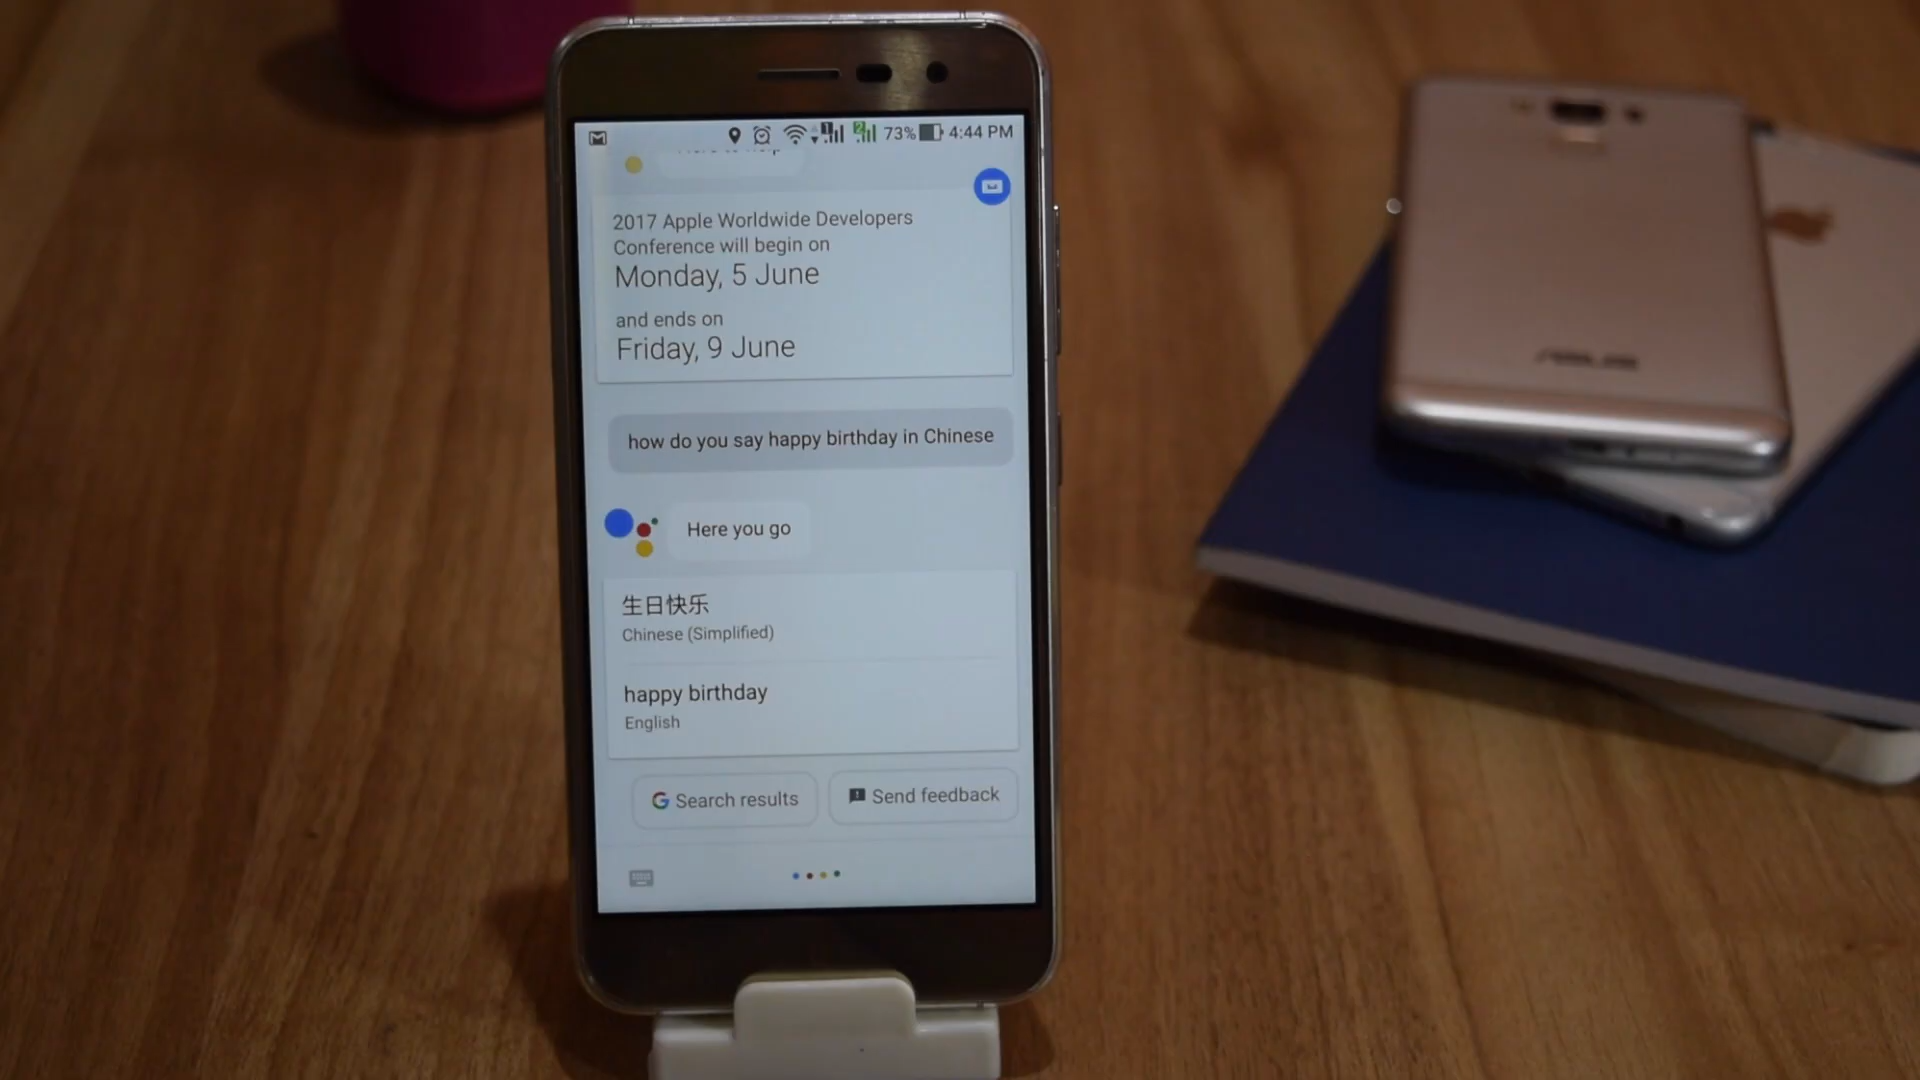 73% 4:44 PM
2017 Apple Worldwide Developers
Conference will begin on
Monday, 5 June
and ends on
Friday, 9 June
how do you say happy birthday in Chinese
Here you go
生日快乐
Chinese (Simplified)
happy birthday
English
Search results
Send feedback
ASUS